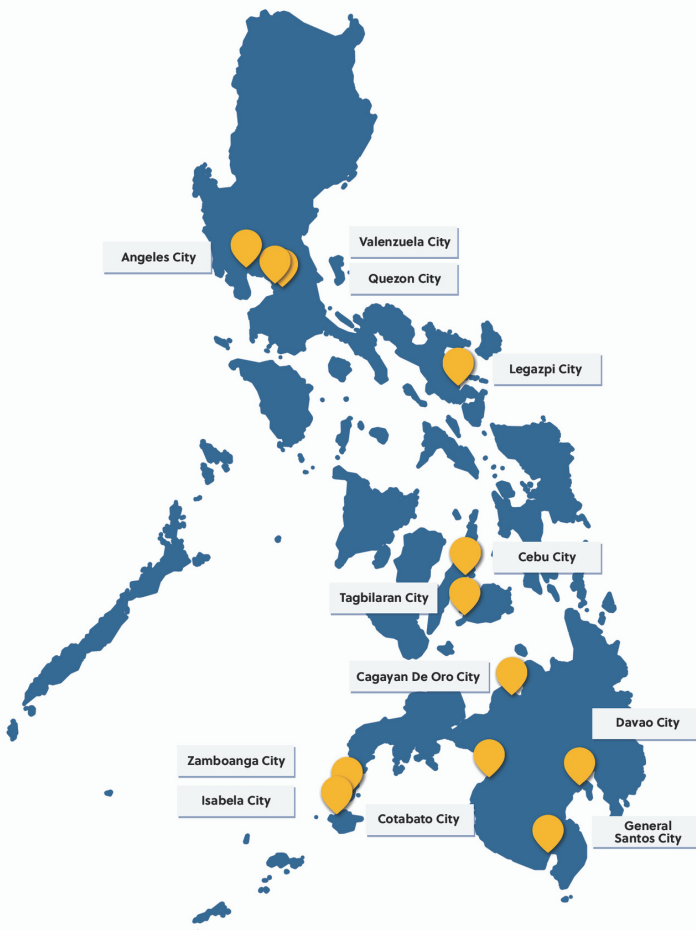 Valenzuela City
Angeles City
Quezon City
Legazpi City
Cebu City
Tagbilaran City
Cagayan De Oro City
Davao City
Zamboanga City
Isabela City
Cotabato City
General
Santos City